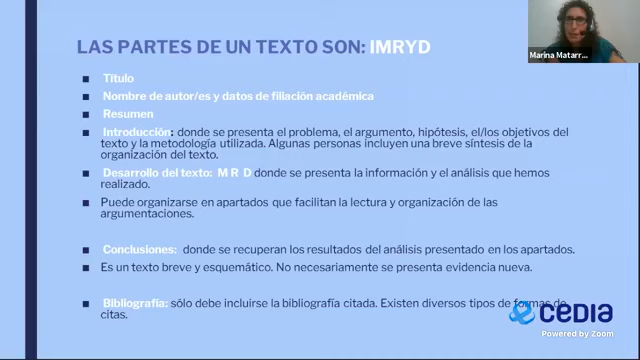 LAS PARTES DE UN TEXTO SON: IMRYD
Marina Matarr...
■ Título
■ Nombre de autor/es y datos de filiación académica
■ Resumen
■ Introducción: donde se presenta el problema, el argumento, hipótesis, el/los objetivos del
texto y la metodología utilizada. Algunas personas incluyen una breve síntesis de la
organización del texto.
■ Desarrollo del texto: M R D donde se presenta la información y el análisis que hemos
realizado.
■ Puede organizarse en apartados que facilitan la lectura y organización de las
argumentaciones.
■ Conclusiones: donde se recuperan los resultados del análisis presentado en los apartados.
■ Es un texto breve y esquemático. No necesariamente se presenta evidencia nueva.
■ Bibliografía: sólo debe incluirse la bibliografía citada. Existen diversos tipos de formas de
citas.
CEDIA
Powered by Zoom